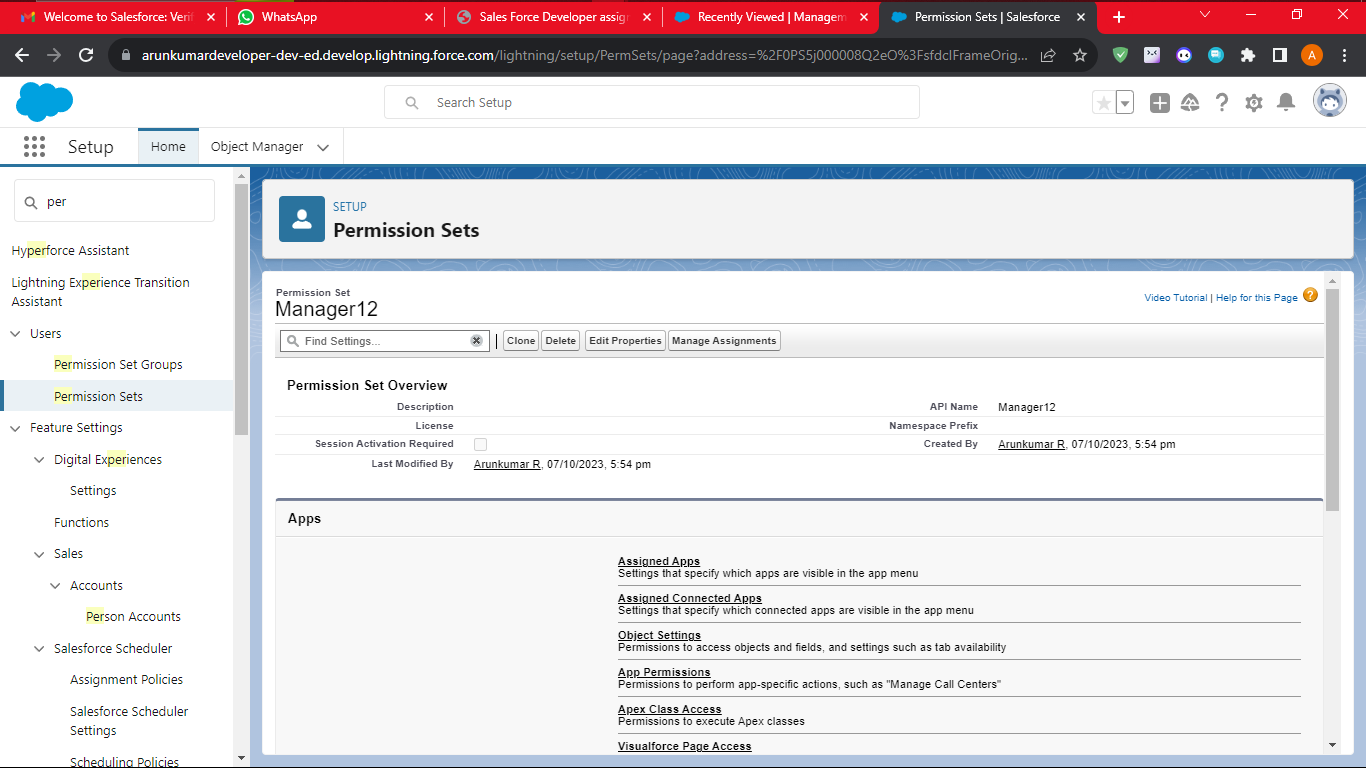 Welcome to Salesforce: Verif
WhatsApp
Sales Force Developer assign
Recently Viewed | Managem
Permission Sets | Salesforce
arunkumardeveloper-dev-ed.develop.lightning.force.com/lightning/setup/PermSets/page?address=%2F0PS5j000008Q2eO%3FsfdcIFrameOrig...
A
Search Setup
Setup
Home
Object Manager
per
Hyperforce Assistant
Lightning Experience Transition
Assistant
Users
Permission Set Groups
Permission Sets
Feature Settings
Digital Experiences
Settings
Functions
Sales
Accounts
Person Accounts
Salesforce Scheduler
Assignment Policies
Salesforce Scheduler
Settings
Scheduling Policies
SETUP
Permission Sets
Permission Set
Manager12
Video Tutorial | Help for this Page
Find Settings...
Clone
Delete
Edit Properties
Manage Assignments
Permission Set Overview
Description
API Name Manager12
License
Namespace Prefix
Session Activation Required
Created By Arunkumar R, 07/10/2023, 5:54 pm
Last Modified By Arunkumar R, 07/10/2023, 5:54 pm
Apps
Assigned Apps
Settings that specify which apps are visible in the app menu
Assigned Connected Apps
Settings that specify which connected apps are visible in the app menu
Object Settings
Permissions to access objects and fields, and settings such as tab availability
App Permissions
Permissions to perform app-specific actions, such as "Manage Call Centers"
Apex Class Access
Permissions to execute Apex classes
Visualforce Page Access